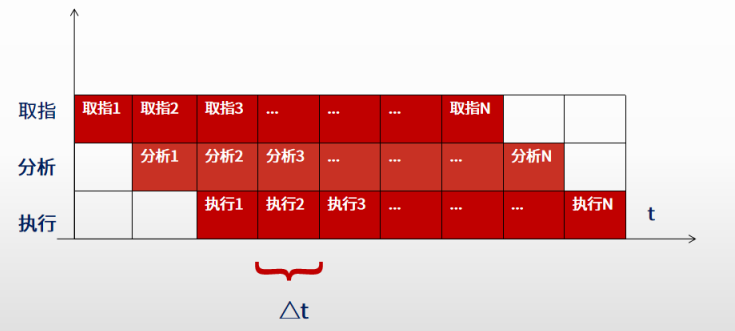 取指 取指1 取指2 取指3 ... ... ... 取指N
分析 分析1 分析2 分析3 ... ... ... 分析N
执行 执行1 执行2 执行3 ... ... ... 执行N
t
△t